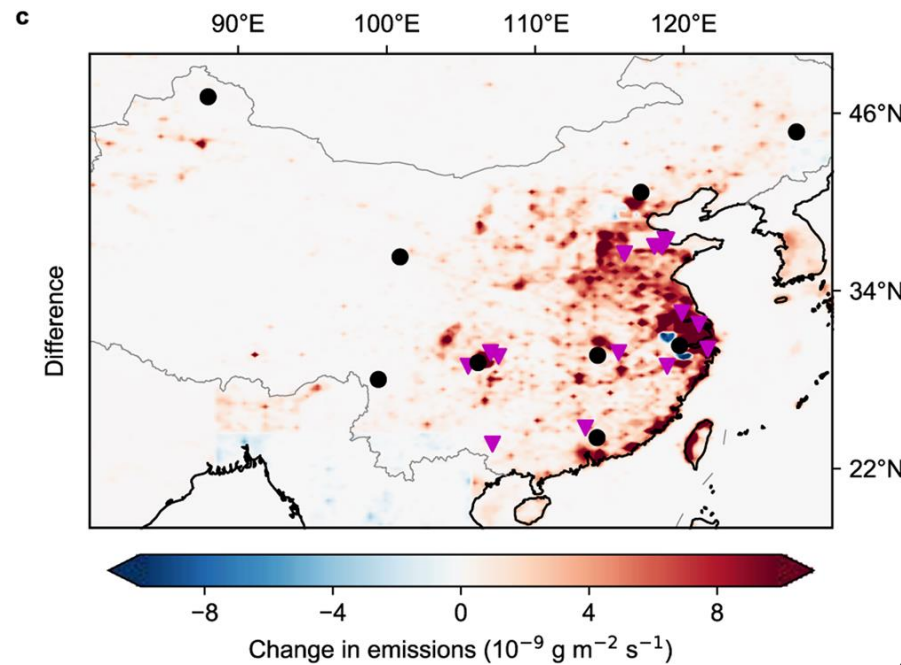 c
90°E 100°E 110°E 120°E
46°N
34°N
22°N
Difference
−8 −4 0 4 8
Change in emissions (10⁻⁹ g m⁻² s⁻¹)